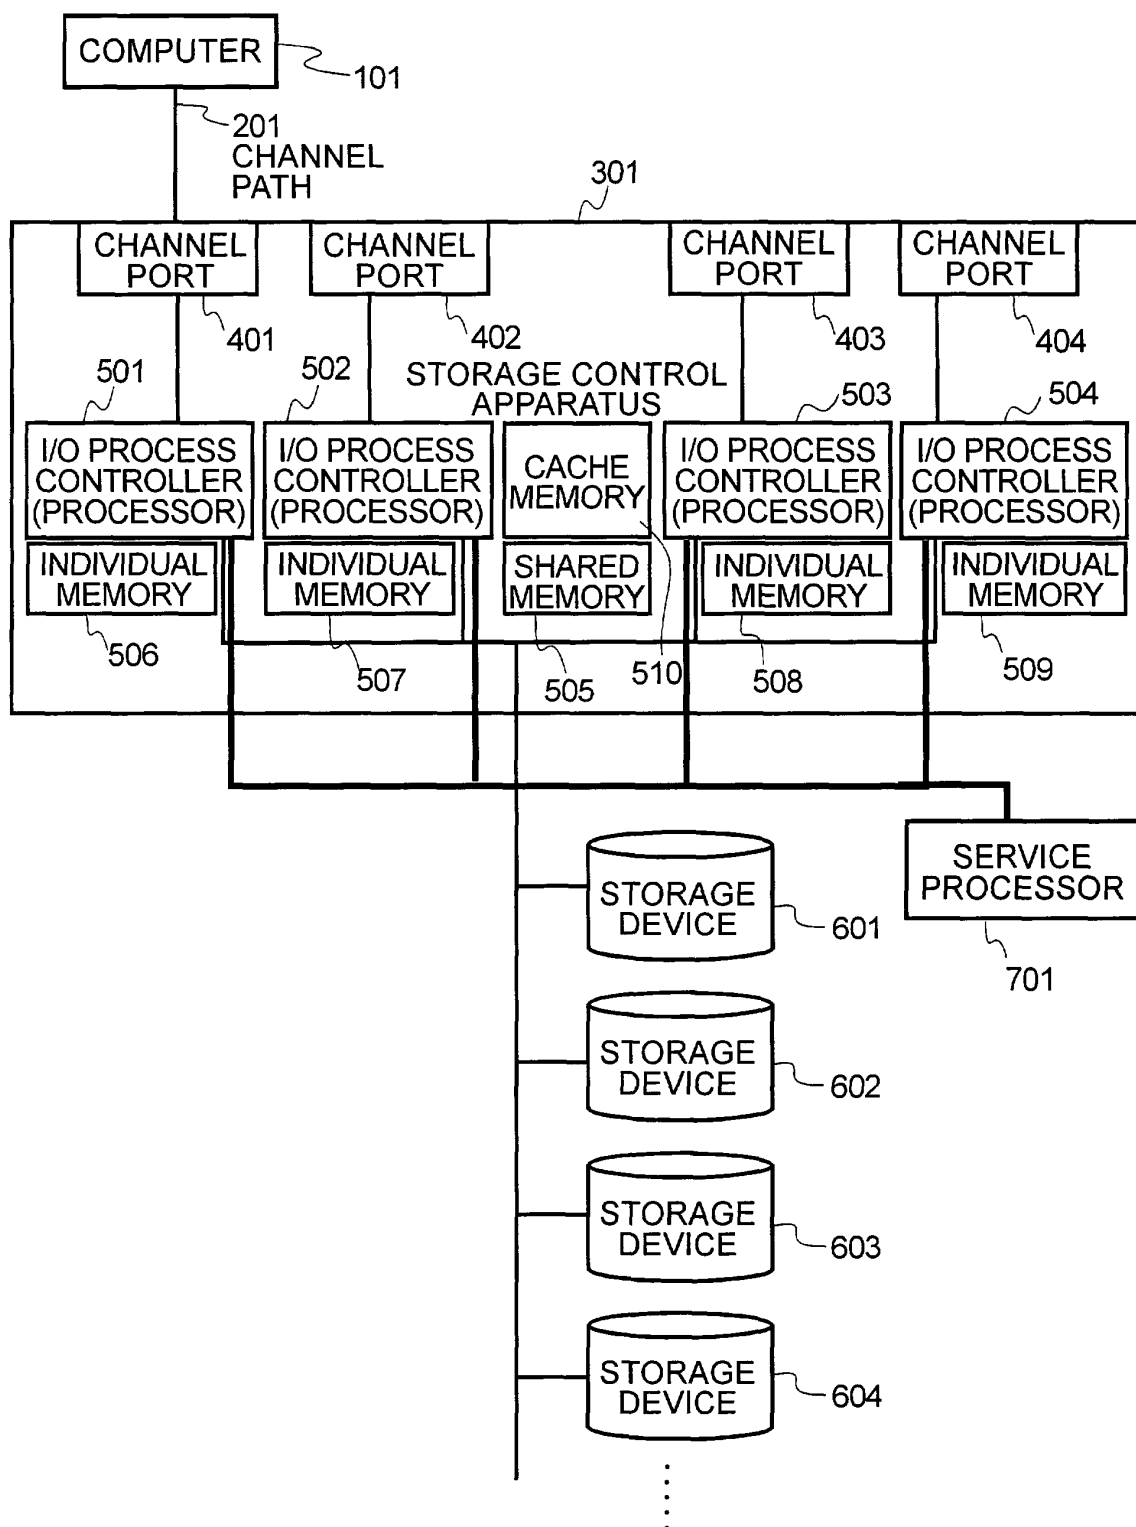 COMPUTER
101
201
CHANNEL
PATH
301
CHANNEL
PORT
CHANNEL
PORT
CHANNEL
PORT
CHANNEL
PORT
401
402
403
404
STORAGE CONTROL
APPARATUS
501
502
503
504
I/O PROCESS
CONTROLLER
(PROCESSOR)
I/O PROCESS
CONTROLLER
(PROCESSOR)
CACHE
MEMORY
I/O PROCESS
CONTROLLER
(PROCESSOR)
I/O PROCESS
CONTROLLER
(PROCESSOR)
INDIVIDUAL
MEMORY
INDIVIDUAL
MEMORY
SHARED
MEMORY
INDIVIDUAL
MEMORY
INDIVIDUAL
MEMORY
506
507
505
510
508
509
SERVICE
PROCESSOR
701
STORAGE
DEVICE
601
STORAGE
DEVICE
602
STORAGE
DEVICE
603
STORAGE
DEVICE
604